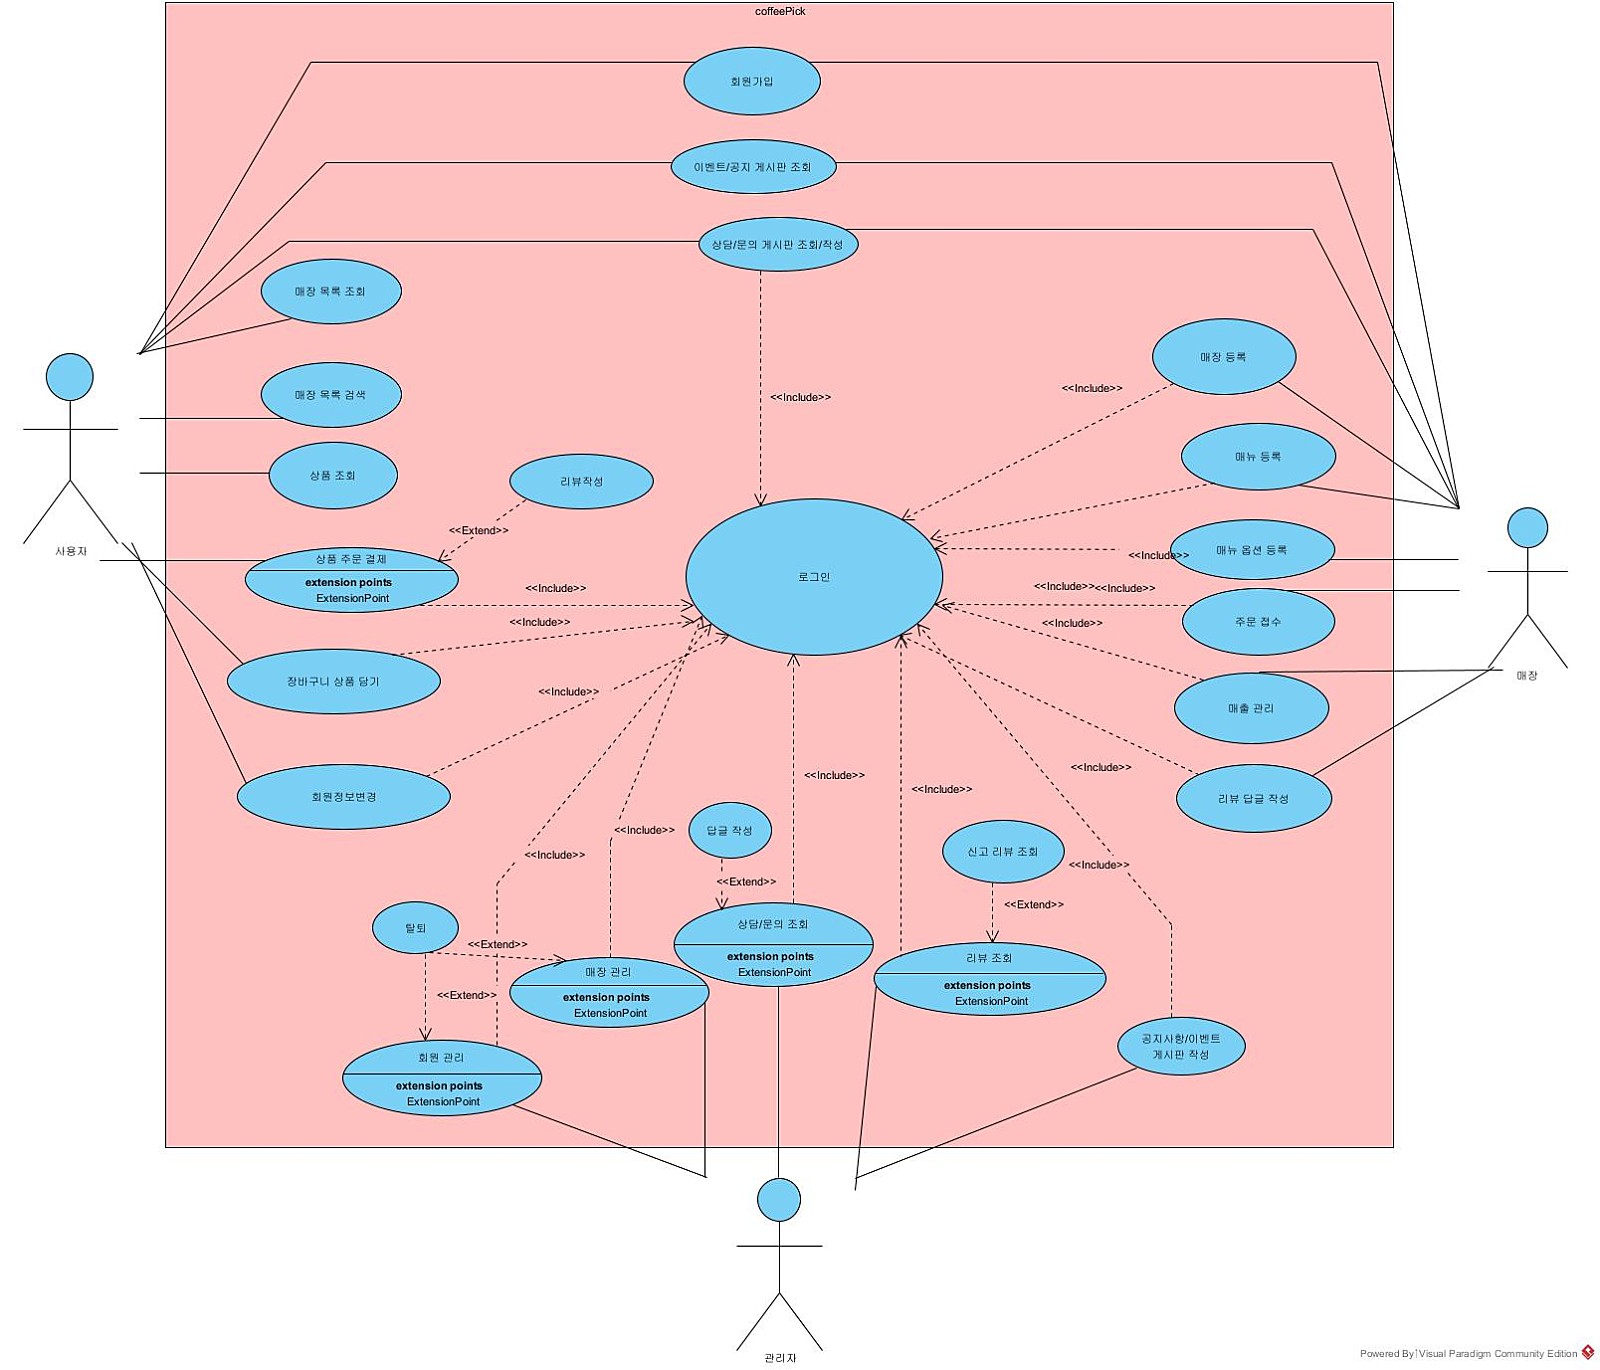 coffeePick
회원가입
이벤트/공지 게시판 조회
상담/문의 게시판 조회/작성
매장 목록 조회
매장 등록
<<Include>>
<<Include>>
매장 목록 검색
매뉴 등록
상품 조회
리뷰작성
<<Extend>>
사용자
상품 주문 결제
extension points
ExtensionPoint
<<Include>>
로그인
매뉴 옵션 등록
<<Include>>
<<Include>>
<<Include>>
주문 접수
<<Include>>
<<Include>>
매장
장바구니 상품 담기
<<Include>>
매출 관리
회원정보변경
<<Include>>
<<Include>>
<<Include>>
리뷰 답글 작성
답글 작성
<<Include>>
<<Include>>
신고 리뷰 조회
<<Include>>
<<Extend>>
<<Extend>>
탈퇴
<<Extend>>
상담/문의 조회
extension points
ExtensionPoint
리뷰 조회
extension points
ExtensionPoint
매장 관리
extension points
ExtensionPoint
<<Extend>>
공지사항/이벤트
게시판 작성
회원 관리
extension points
ExtensionPoint
관리자
Powered By Visual Paradigm Community Edition